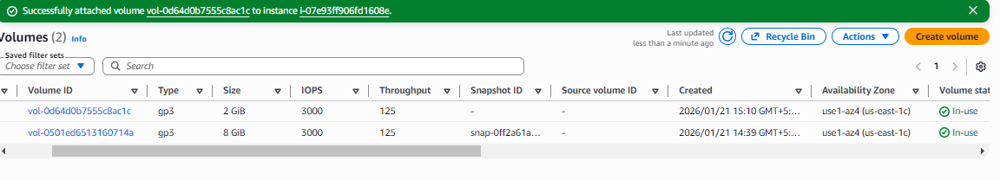 Successfully attached volume vol-0d64d0b7555c8ac1c to instance i-07e93ff906fd1608e.
Volumes (2) Info
Last updated
less than a minute ago
Recycle Bin
Actions
Create volume
Saved filter sets
Choose filter set
Search
1
Volume ID Type Size IOPS Throughput Snapshot ID Source volume ID Created Availability Zone Volume stat
vol-0d64d0b7555c8ac1c gp3 2 GiB 3000 125 - - 2026/01/21 15:10 GMT+5:... use1-az4 (us-east-1c) In-use
vol-0501ed6513160714a gp3 8 GiB 3000 125 snap-0ff2a61a... - 2026/01/21 14:39 GMT+5:... use1-az4 (us-east-1c) In-use